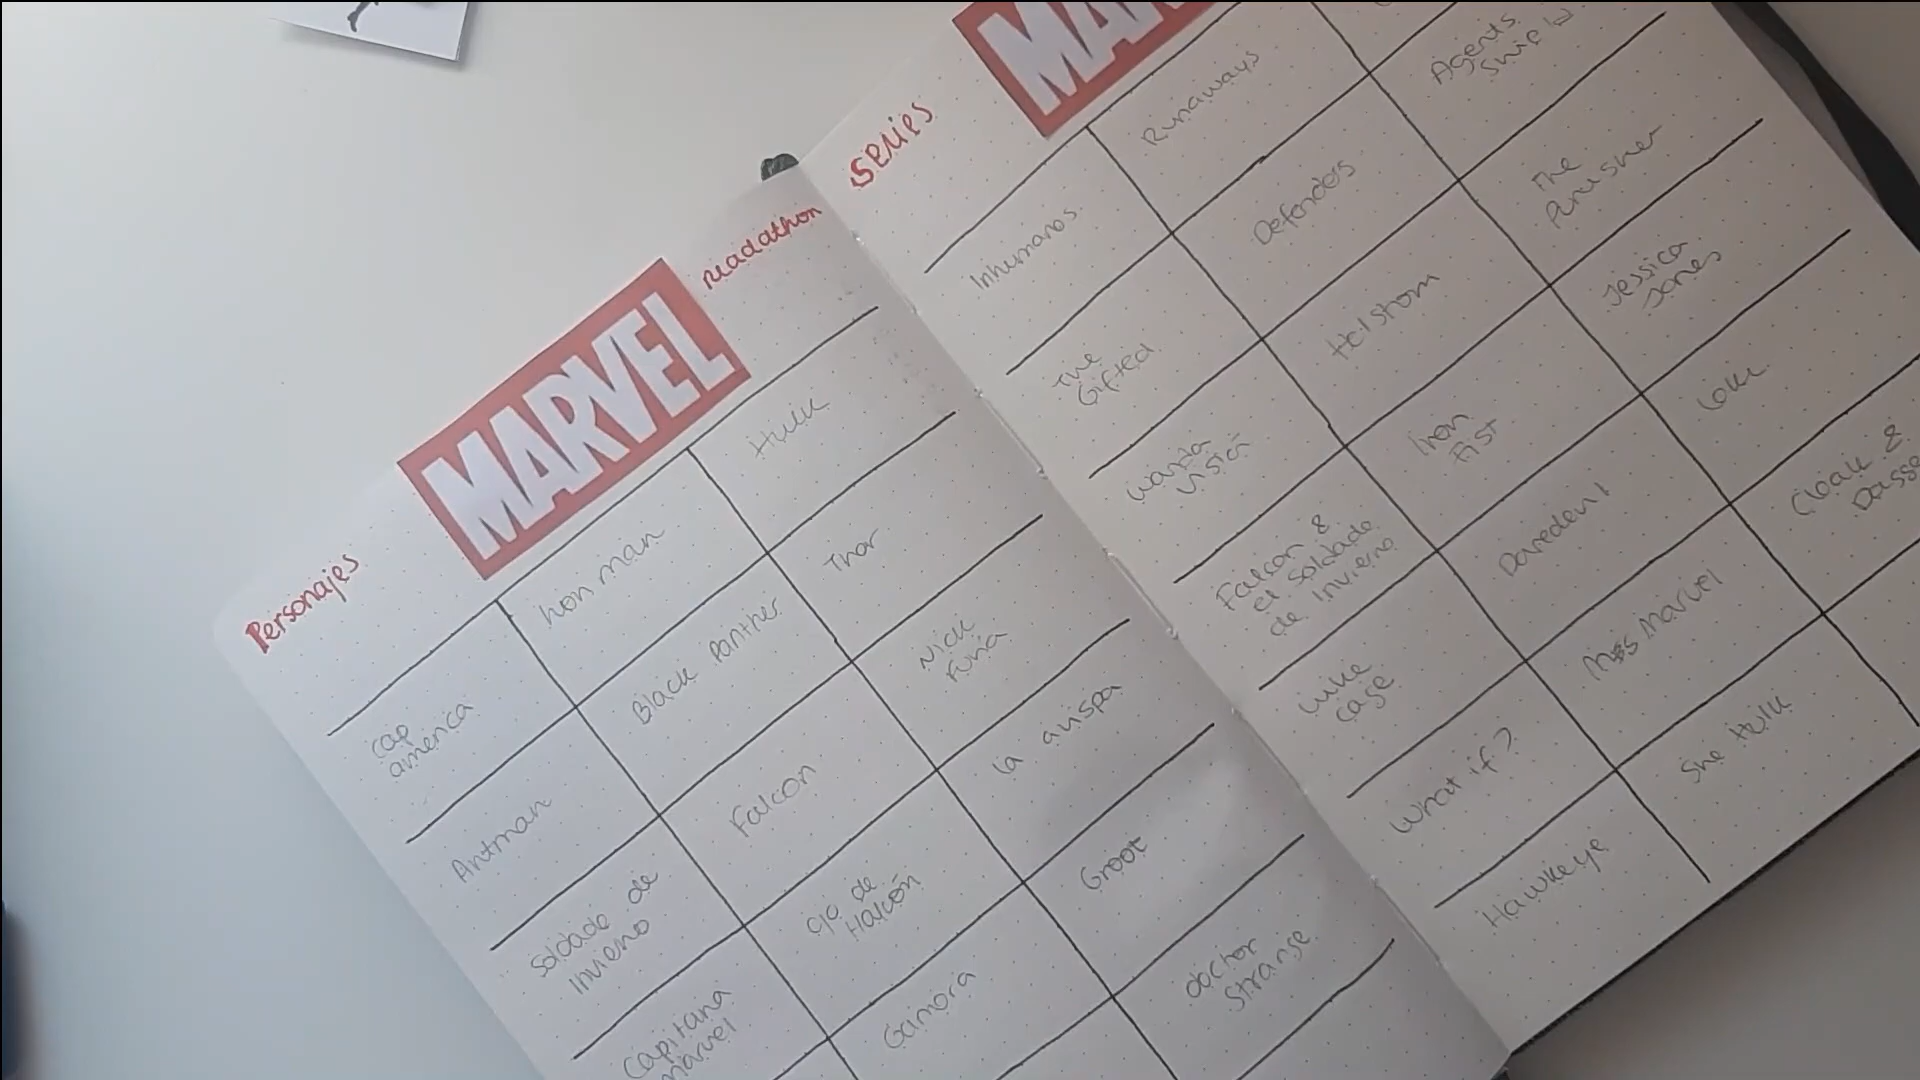 Personajes
MARVEL
readathon
Cap
america
Iron man
Hulk
Antman
Black Panther
Thor
Soldado de
Invierno
Falcon
Nick
Furia
Capitana
marvel
Ojo de
Halcón
la avispa
Gamora
Groot
doctor
Strange
series
Inhumanos
Runaways
Agents
Shield
The
Gifted
Defenders
The
Punisher
Wanda
Visión
Helstrom
Jessica
Jones
Falcon &
el Soldado
de Invierno
Iron
Fist
Loki
Luke
Cage
Daredevil
Cloak &
What if?
Marvel
Hawkeye
She Hulk